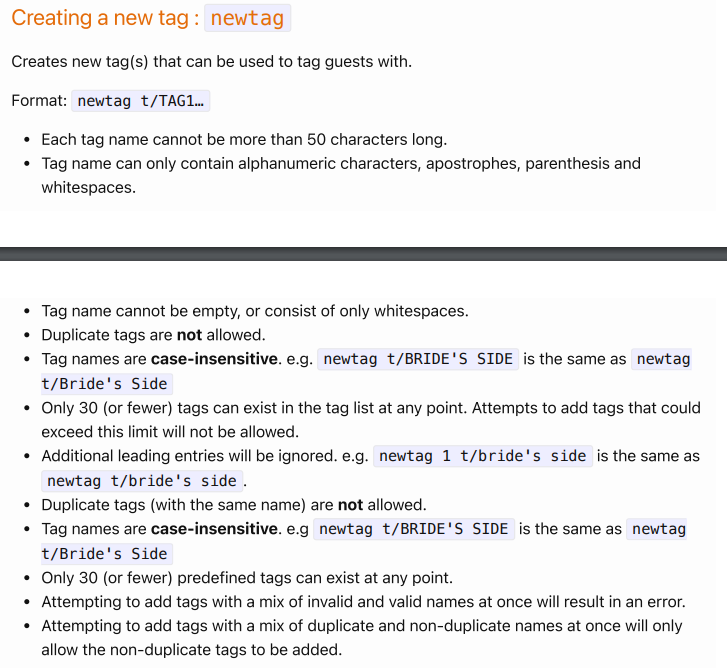 Creating a new tag : newtag
Creates new tag(s) that can be used to tag guests with.
Format: newtag t/TAG1…
• Each tag name cannot be more than 50 characters long.
• Tag name can only contain alphanumeric characters, apostrophes, parenthesis and
whitespaces.
• Tag name cannot be empty, or consist of only whitespaces.
• Duplicate tags are not allowed.
• Tag names are case-insensitive. e.g. newtag t/BRIDE'S SIDE is the same as newtag
t/Bride's Side
• Only 30 (or fewer) tags can exist in the tag list at any point. Attempts to add tags that could
exceed this limit will not be allowed.
• Additional leading entries will be ignored. e.g. newtag 1 t/bride's side is the same as
newtag t/bride's side.
• Duplicate tags (with the same name) are not allowed.
• Tag names are case-insensitive. e.g newtag t/BRIDE'S SIDE is the same as newtag
t/Bride's Side
• Only 30 (or fewer) predefined tags can exist at any point.
• Attempting to add tags with a mix of invalid and valid names at once will result in an error.
• Attempting to add tags with a mix of duplicate and non-duplicate names at once will only
allow the non-duplicate tags to be added.